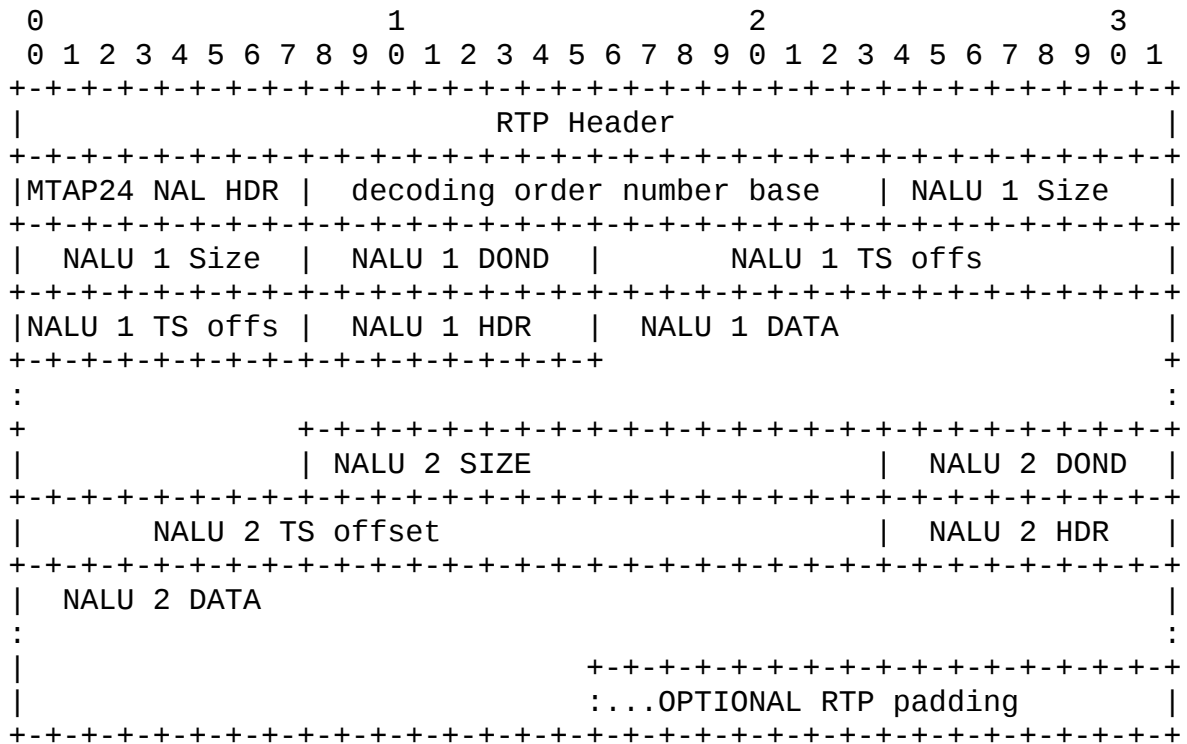 0                   1                   2                   3
 0 1 2 3 4 5 6 7 8 9 0 1 2 3 4 5 6 7 8 9 0 1 2 3 4 5 6 7 8 9 0 1
+-+-+-+-+-+-+-+-+-+-+-+-+-+-+-+-+-+-+-+-+-+-+-+-+-+-+-+-+-+-+-+-+
|                          RTP Header                           |
+-+-+-+-+-+-+-+-+-+-+-+-+-+-+-+-+-+-+-+-+-+-+-+-+-+-+-+-+-+-+-+-+
|MTAP24 NAL HDR |  decoding order number base   | NALU 1 Size   |
+-+-+-+-+-+-+-+-+-+-+-+-+-+-+-+-+-+-+-+-+-+-+-+-+-+-+-+-+-+-+-+-+
|  NALU 1 Size  |  NALU 1 DOND  |       NALU 1 TS offs          |
+-+-+-+-+-+-+-+-+-+-+-+-+-+-+-+-+-+-+-+-+-+-+-+-+-+-+-+-+-+-+-+-+
|NALU 1 TS offs |  NALU 1 HDR   |  NALU 1 DATA                  |
+-+-+-+-+-+-+-+-+-+-+-+-+-+-+-+-+                               +
:                                                               :
+               +-+-+-+-+-+-+-+-+-+-+-+-+-+-+-+-+-+-+-+-+-+-+-+-+
|               | NALU 2 SIZE                   |  NALU 2 DOND  |
+-+-+-+-+-+-+-+-+-+-+-+-+-+-+-+-+-+-+-+-+-+-+-+-+-+-+-+-+-+-+-+-+
|       NALU 2 TS offset                        |  NALU 2 HDR   |
+-+-+-+-+-+-+-+-+-+-+-+-+-+-+-+-+-+-+-+-+-+-+-+-+-+-+-+-+-+-+-+-+
|  NALU 2 DATA                                                  |
:                                                               :
|                               +-+-+-+-+-+-+-+-+-+-+-+-+-+-+-+-+
|                               :...OPTIONAL RTP padding        |
+-+-+-+-+-+-+-+-+-+-+-+-+-+-+-+-+-+-+-+-+-+-+-+-+-+-+-+-+-+-+-+-+